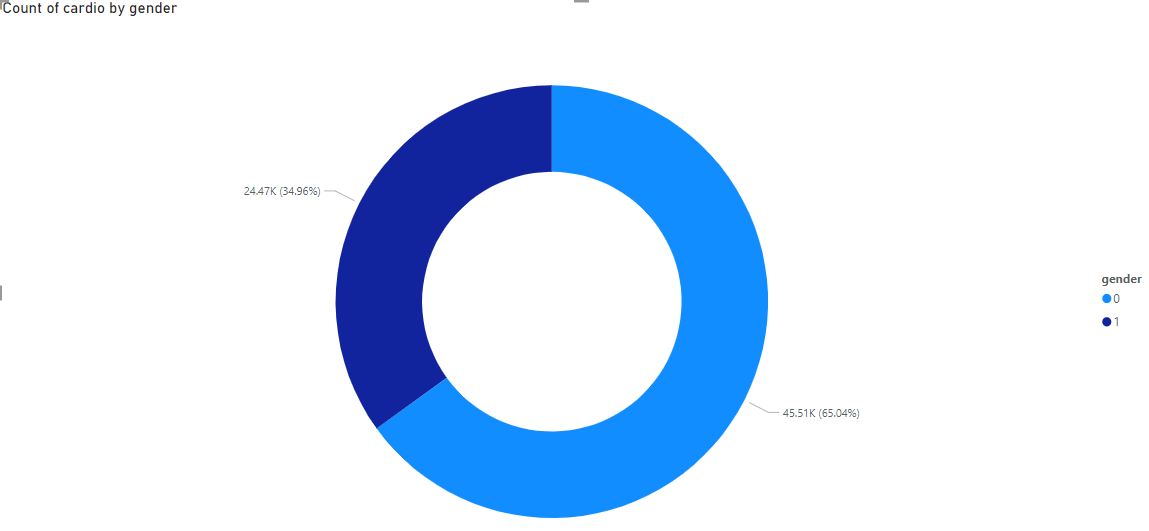 Count of cardio by gender
24.47K (34.96%)
gender
0
1
45.51K (65.04%)